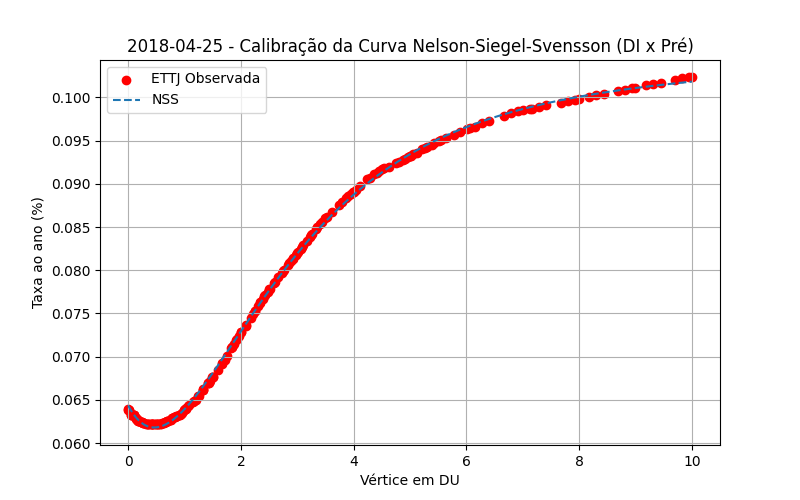 2018-04-25 - Calibração da Curva Nelson-Siegel-Svensson (DI x Pré)
ETTJ Observada
NSS
Taxa ao ano (%)
0.100
0.095
0.090
0.085
0.080
0.075
0.070
0.065
0.060
0 2 4 6 8 10
Vértice em DU